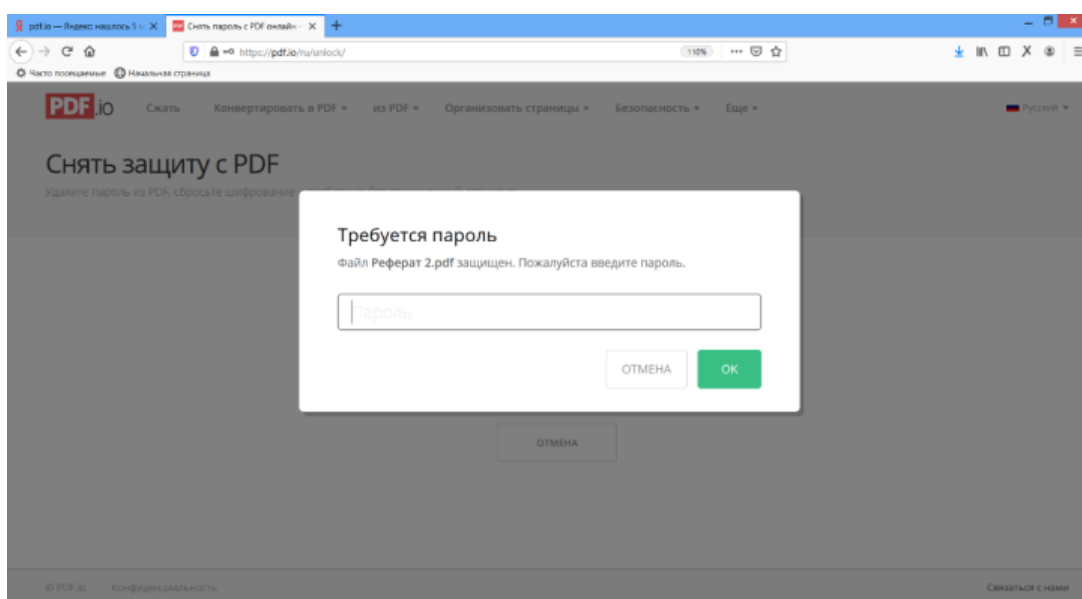 pdf.io — Яндекс: нашлось 5
Снять пароль с PDF онлайн -
https://pdf.io/ru/unlock/
110%
Часто посещаемые
Начальная страница
PDF.io
Сжать
Конвертировать в PDF
из PDF
Организовать страницы
Безопасность
Еще
Русский
Снять защиту с PDF
Удалите пароль из PDF, сбросьте шифрование
Требуется пароль
Файл Реферат 2.pdf защищен. Пожалуйста введите пароль.
Пароль
ОТМЕНА
ОК
ОТМЕНА
© PDF.io
Конфиденциальность
Связаться с нами